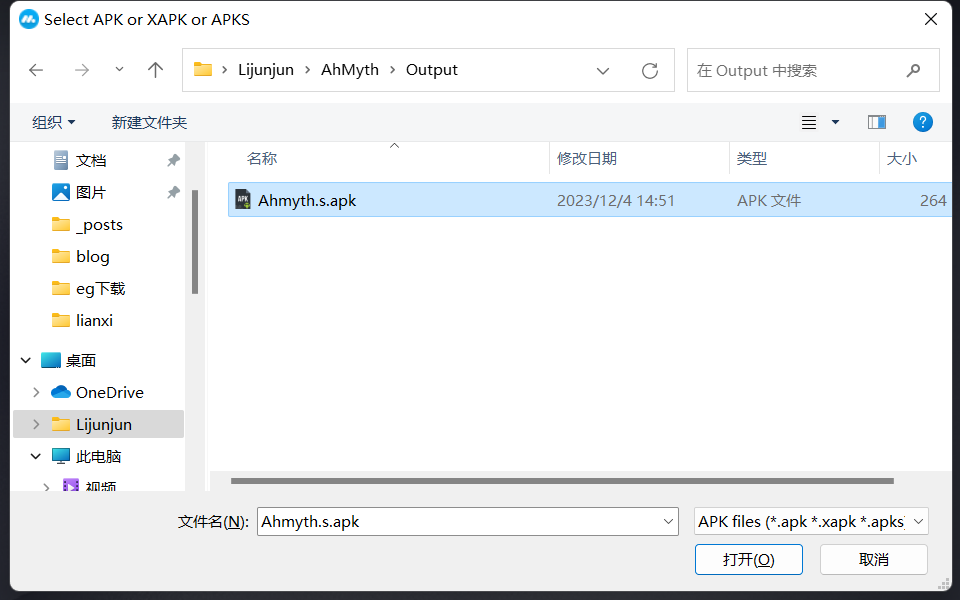 Select APK or XAPK or APKS
Lijunjun > AhMyth > Output
在 Output 中搜索
组织
新建文件夹
名称
修改日期
类型
大小
文档
图片
_posts
blog
eg下载
lianxi
桌面
OneDrive
Lijunjun
此电脑
视频
APK
Ahmyth.s.apk
2023/12/4 14:51
APK 文件
264
文件名(N):
Ahmyth.s.apk
APK files (*.apk *.xapk *.apks)
打开(O)
取消